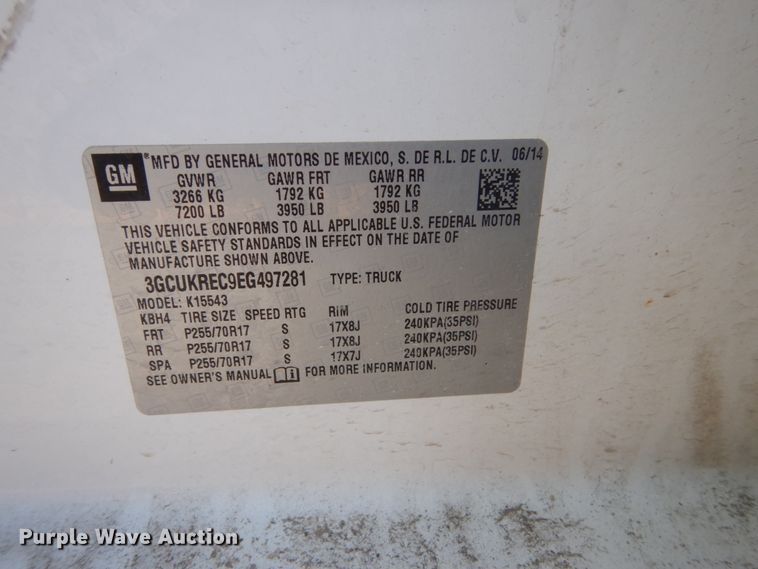 GM ® MFD BY GENERAL MOTORS DE MEXICO, S. DE R.L. DE C.V. 06/14
GVWR GAWR FRT GAWR RR
3266 KG 1792 KG 1792 KG
7200 LB 3950 LB 3950 LB
THIS VEHICLE CONFORMS TO ALL APPLICABLE U.S. FEDERAL MOTOR
VEHICLE SAFETY STANDARDS IN EFFECT ON THE DATE OF
MANUFACTURE SHOWN ABOVE.
3GCUKREC9EG497281 TYPE: TRUCK
MODEL: K15543
KBH4 TIRE SIZE SPEED RTG RIM COLD TIRE PRESSURE
FRT P255/70R17 S 17X8J 240KPA(35PSI)
RR P255/70R17 S 17X8J 240KPA(35PSI)
SPA P255/70R17 S 17X7J 240KPA(35PSI)
SEE OWNER'S MANUAL FOR MORE INFORMATION.
Purple Wave Auction